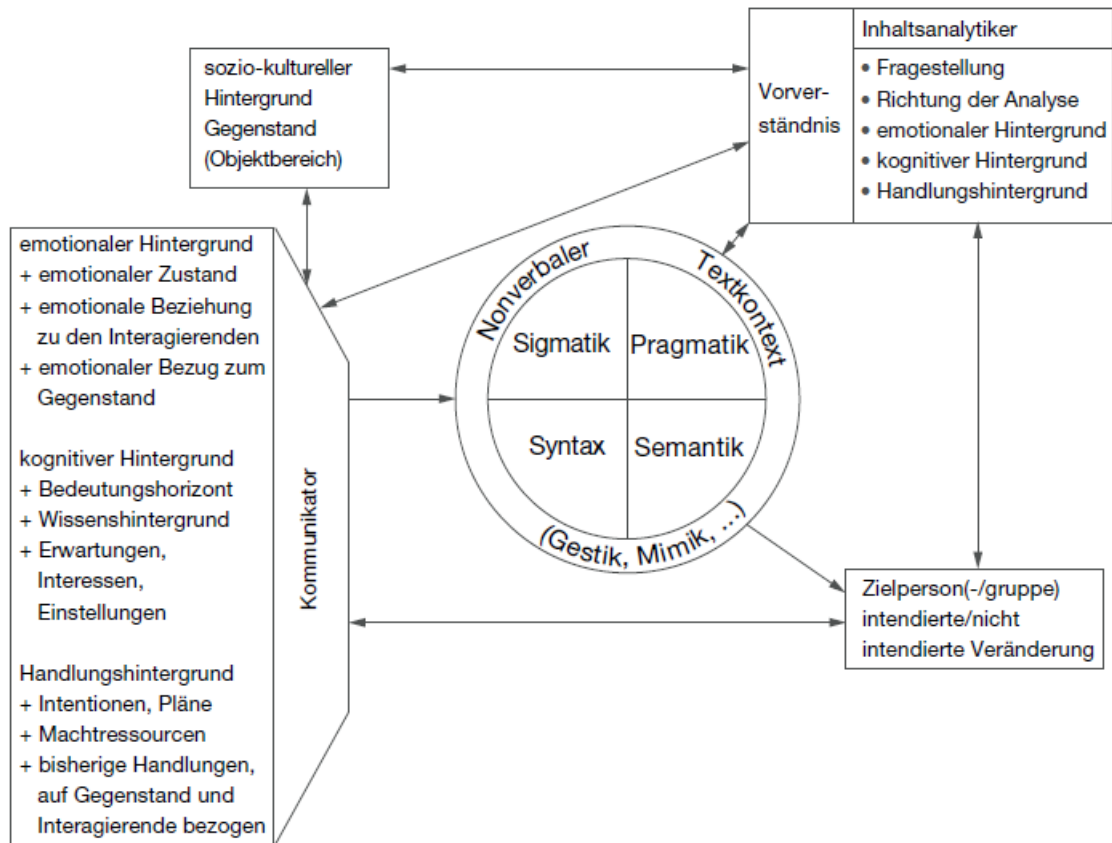 sozio-kultureller
Hintergrund
Gegenstand
(Objektbereich)
Vorver-
ständnis
Inhaltsanalytiker
• Fragestellung
• Richtung der Analyse
• emotionaler Hintergrund
• kognitiver Hintergrund
• Handlungshintergrund
emotionaler Hintergrund
+ emotionaler Zustand
+ emotionale Beziehung
zu den Interagierenden
+ emotionaler Bezug zum
Gegenstand
kognitiver Hintergrund
+ Bedeutungshorizont
+ Wissenshintergrund
+ Erwartungen,
Interessen,
Einstellungen
Handlungshintergrund
+ Intentionen, Pläne
+ Machtressourcen
+ bisherige Handlungen,
auf Gegenstand und
Interagierende bezogen
Kommunikator
Nonverbaler
Textkontext
Sigmatik
Pragmatik
Syntax
Semantik
(Gestik, Mimik, ...)
Zielperson(-/gruppe)
intendierte/nicht
intendierte Veränderung